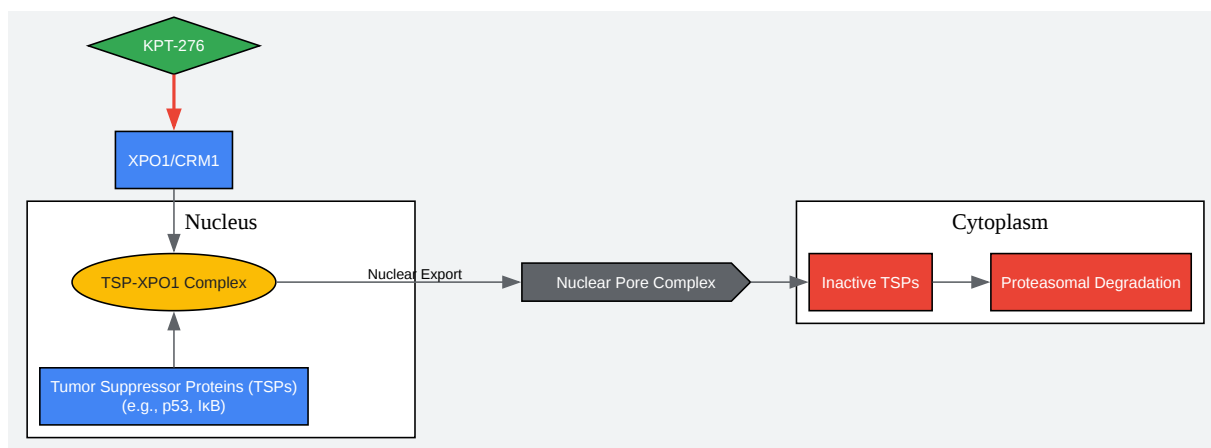 KPT-276
XPO1/CRM1
Nucleus
TSP-XPO1 Complex
Tumor Suppressor Proteins (TSPs)
(e.g., p53, IκB)
Nuclear Export
Nuclear Pore Complex
Cytoplasm
Inactive TSPs
Proteasomal Degradation